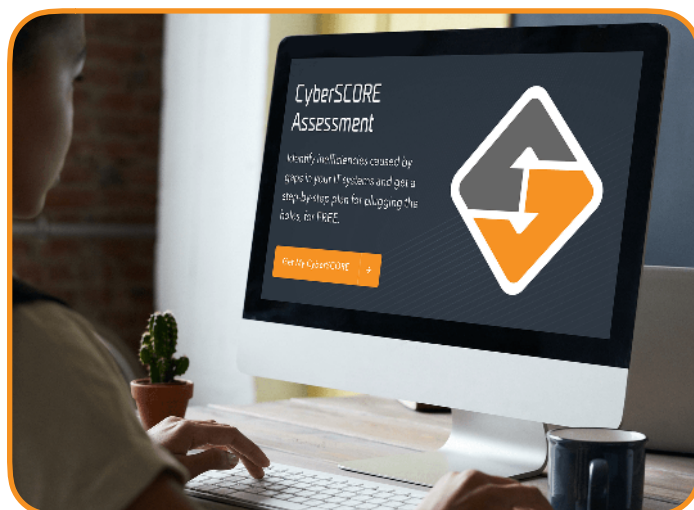 CyberSCORE
Assessment
Identify inefficiencies caused by
gaps in your IT systems and get a
step-by-step plan for plugging the
holes, for FREE.
Get My CyberSCORE